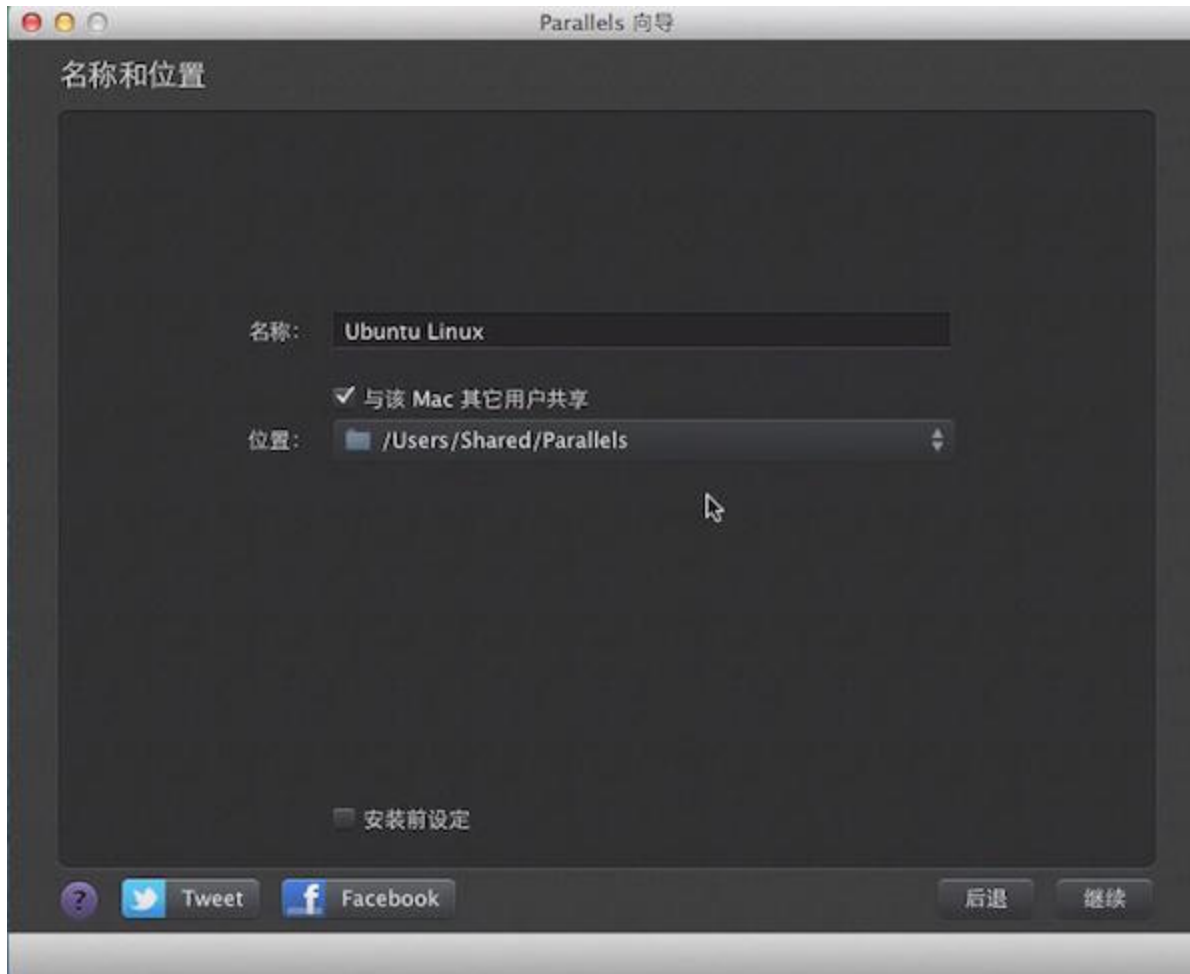 Parallels 向导
名称和位置
名称: Ubuntu Linux
与该 Mac 其它用户共享
位置: /Users/Shared/Parallels
安装前设定
? Tweet f Facebook 后退 继续